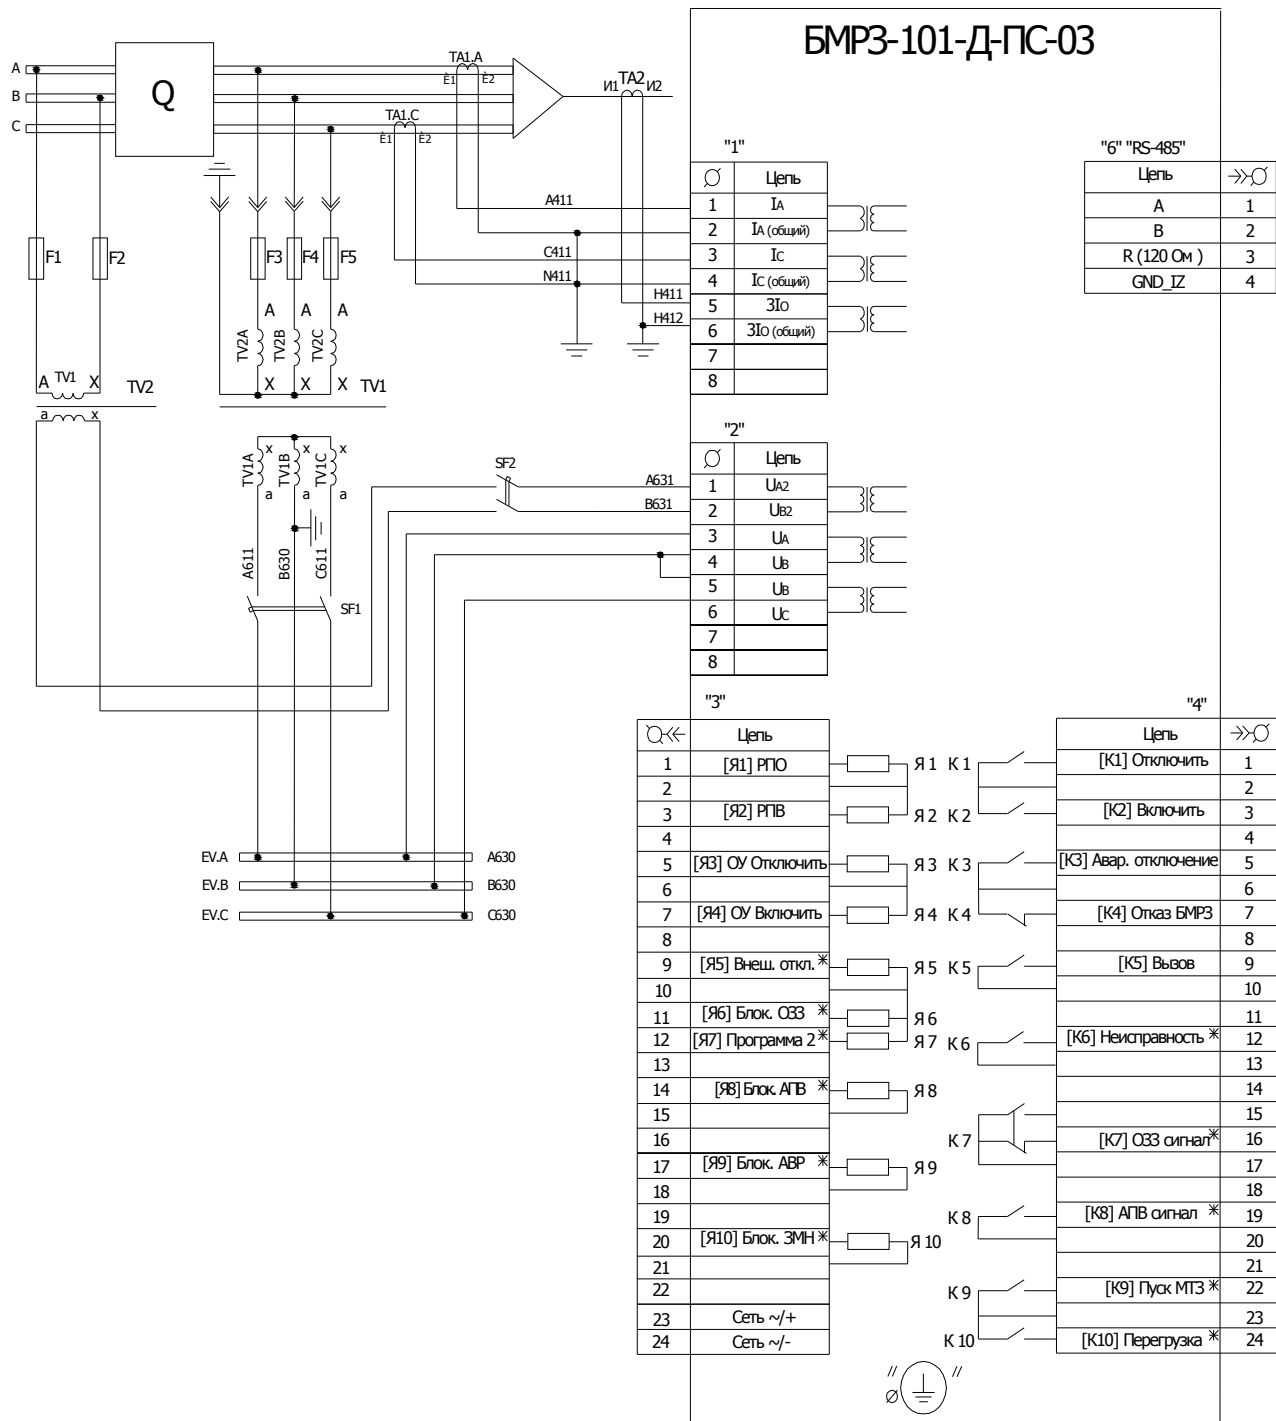 БМРЗ-101-Д-ПС-03
A
B
C
Q
TA1.A
È1 È2
TA1.C
È1 È2
И1 TA2 И2
F1
F2
F3
F4
F5
A A A
TV2A
TV2B
TV2C
X X X TV1
A TV1 X TV2
a x
x x x
TV1A
TV1B
TV1C
a a a
A611
B630
C611
SF1
SF2
A411
C411
N411
H411
H412
A631
B631
EV.A A630
EV.B B630
EV.C C630
"1"
Цепь
1 IA
2 IA (общий)
3 IC
4 IC (общий)
5 3IO
6 3IO (общий)
7
8
"6" "RS-485"
Цепь
A 1
B 2
R (120 Ом ) 3
GND_IZ 4
"2"
Цепь
1 UA2
2 UB2
3 UA
4 UB
5 UB
6 UC
7
8
"3"
Цепь
1 [Я1] РПО Я 1
2
3 [Я2] РПВ Я 2
4
5 [Я3] ОУ Отключить Я 3
6
7 [Я4] ОУ Включить Я 4
8
9 [Я5] Внеш. откл.* Я 5
10
11 [Я6] Блок. ОЗЗ * Я 6
12 [Я7] Программа 2* Я 7
13
14 [Я8] Блок. АПВ * Я 8
15
16
17 [Я9] Блок. АВР * Я 9
18
19
20 [Я10] Блок. ЗМН* Я 10
21
22
23 Сеть ~/+
24 Сеть ~/-
"4"
Цепь
К 1 [К1] Отключить 1
2
К 2 [К2] Включить 3
4
К 3 [К3] Авар. отключение 5
6
К 4 [К4] Отказ БМРЗ 7
8
К 5 [К5] Вызов 9
10
11
К 6 [К6] Неисправность * 12
13
14
15
К 7 [К7] ОЗЗ сигнал* 16
17
18
К 8 [К8] АПВ сигнал * 19
20
21
К 9 [К9] Пуск МТЗ * 22
23
К 10 [К10] Перегрузка * 24